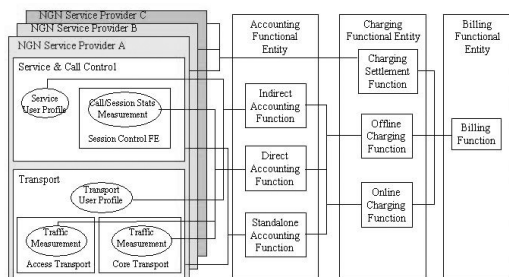 NGN Service Provider C
NGN Service Provider B
NGN Service Provider A
Service & Call Control
Service
User Profile
Call/Session Stats
Measurement
Session Control FE
Transport
Transport
User Profile
Traffic
Measurement
Access Transport
Traffic
Measurement
Core Transport
Accounting
Functional
Entity
Indirect
Accounting
Function
Direct
Accounting
Function
Standalone
Accounting
Function
Charging
Functional Entity
Charging
Settlement
Function
Offline
Charging
Function
Online
Charging
Function
Billing
Functional
Entity
Billing
Function